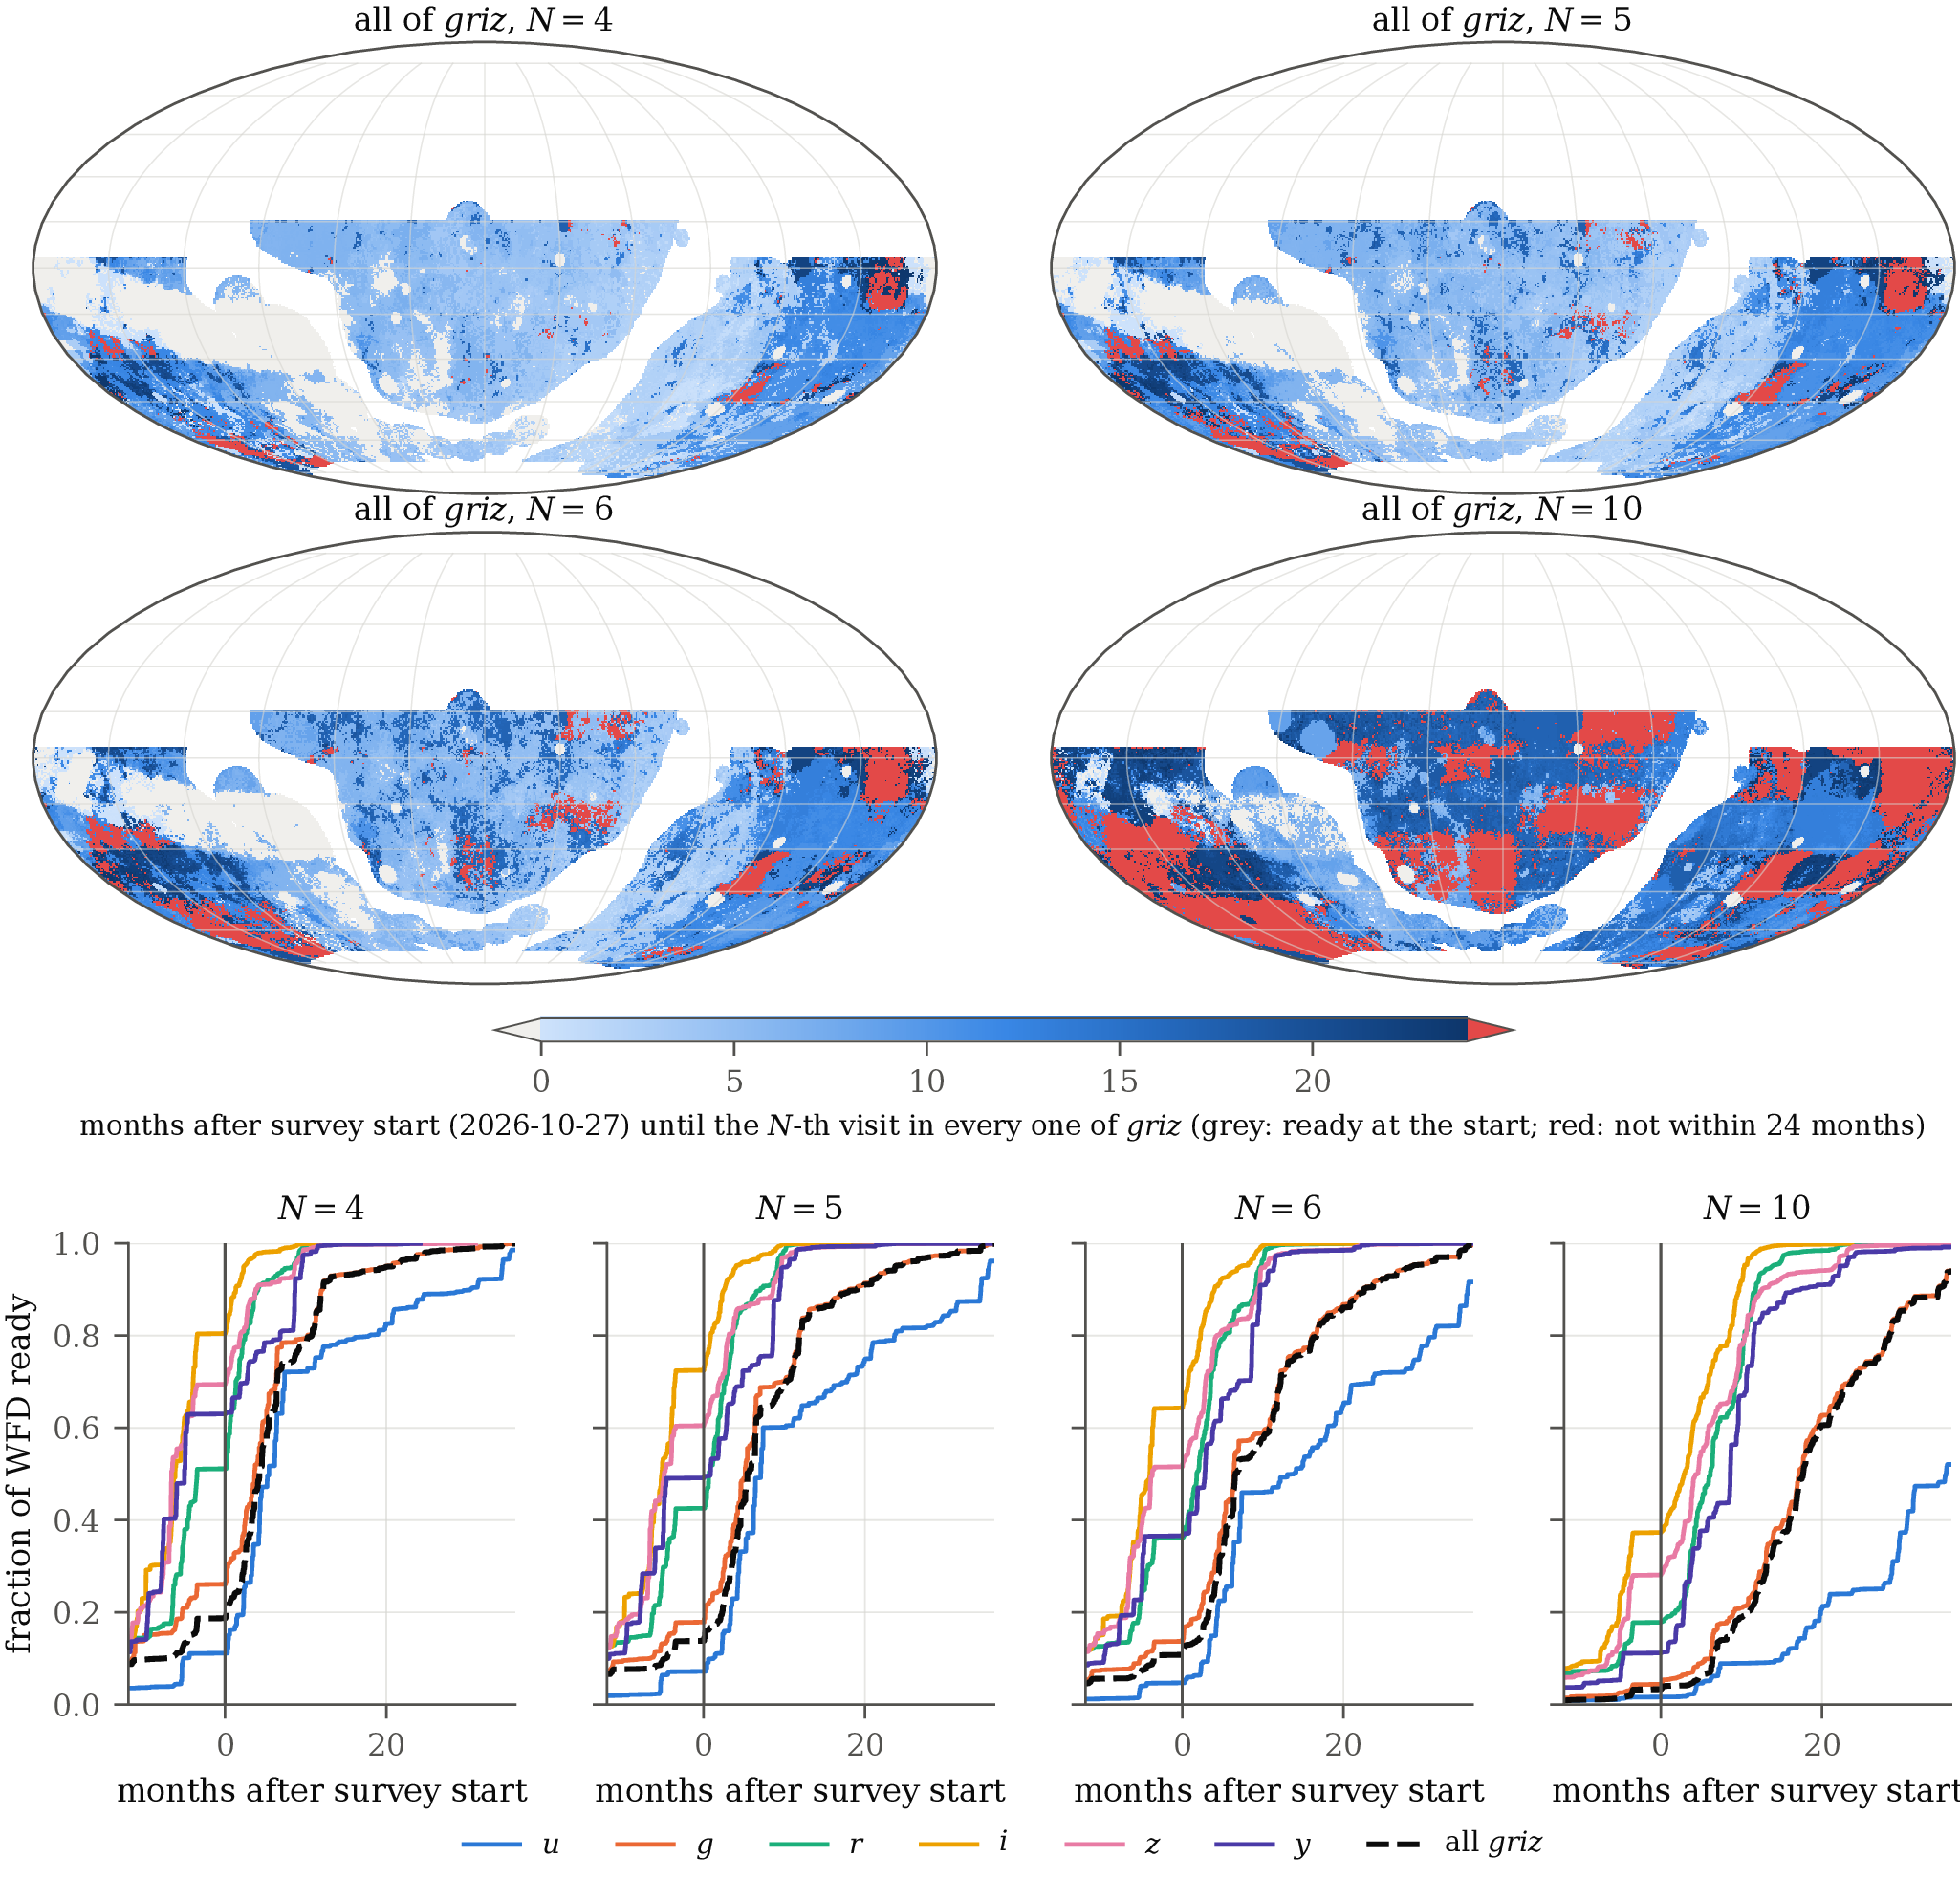 all of griz, N = 4
all of griz, N = 5
all of griz, N = 6
all of griz, N = 10
0 5 10 15 20
months after survey start (2026-10-27) until the N-th visit in every one of griz (grey: ready at the start; red: not within 24 months)
N = 4
N = 5
N = 6
N = 10
fraction of WFD ready
1.0
0.8
0.6
0.4
0.2
0.0
0 20
0 20
0 20
0 20
months after survey start
months after survey start
months after survey start
months after survey start
u g r i z y all griz